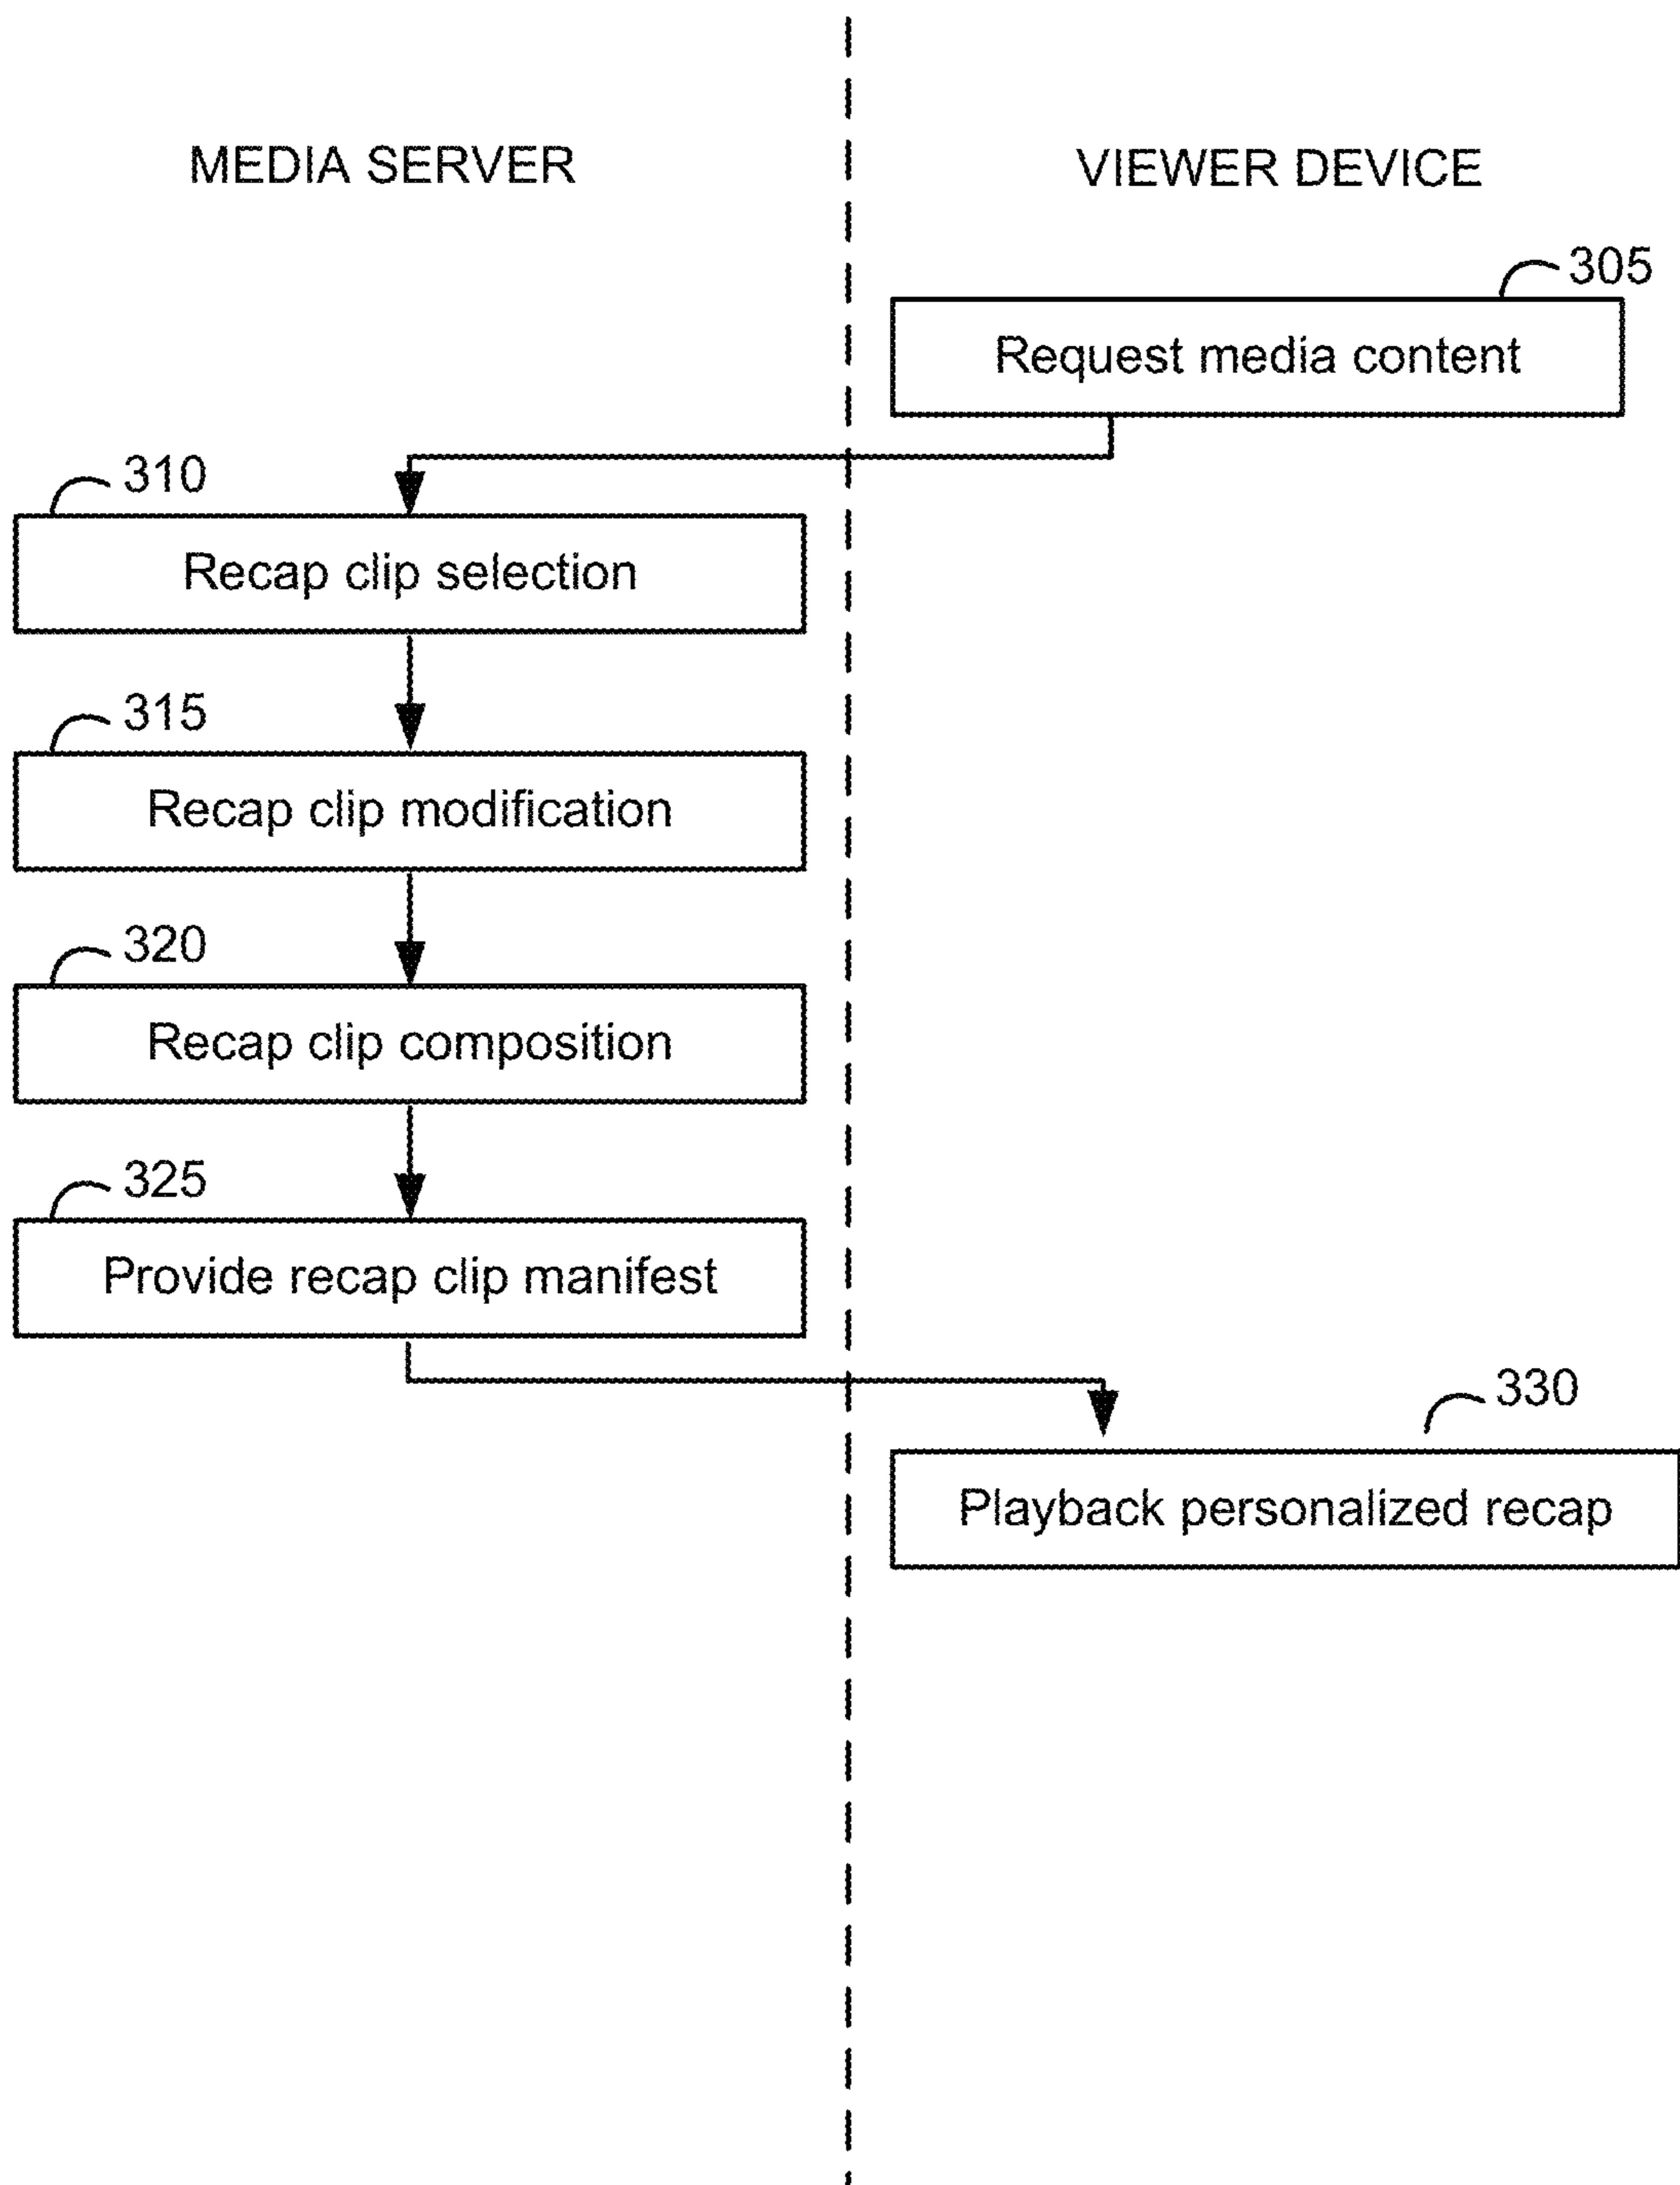 MEDIA SERVER
VIEWER DEVICE
305
Request media content
310
Recap clip selection
315
Recap clip modification
320
Recap clip composition
325
Provide recap clip manifest
330
Playback personalized recap